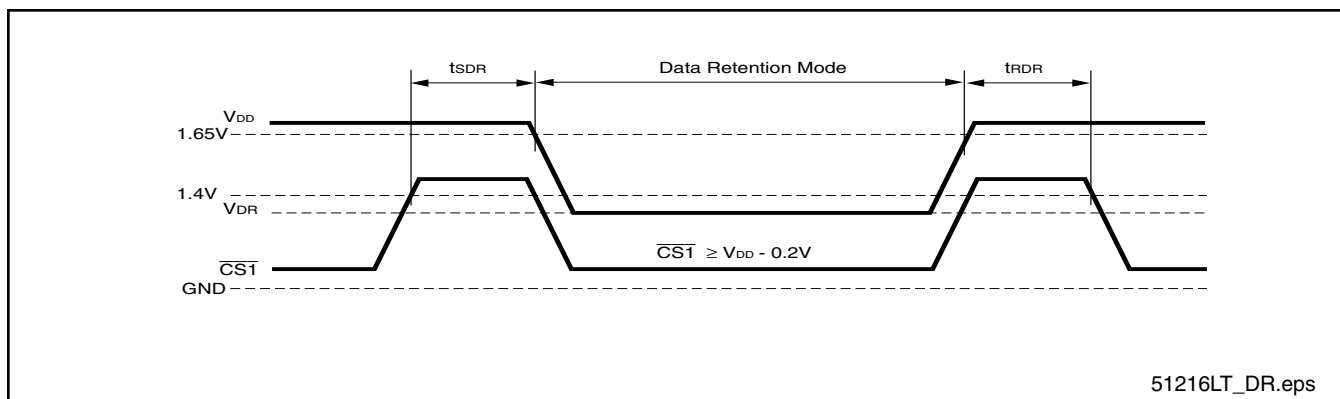 tSDR Data Retention Mode tRDR
VDD
1.65V
1.4V
VDR
CS1 ≥ VDD - 0.2V
CS1
GND
51216LT_DR.eps